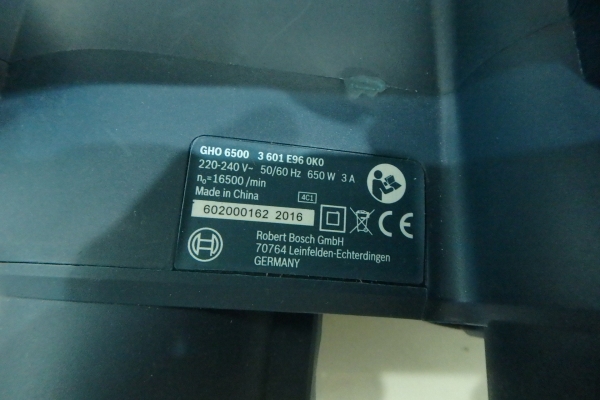 GHO 6500 3 601 E96 0K0
220-240 V~ 50/60 Hz 650 W 3 A
n₀=16500 /min
Made in China 4C1
602000162 2016
CE
Robert Bosch GmbH
70764 Leinfelden-Echterdingen
GERMANY